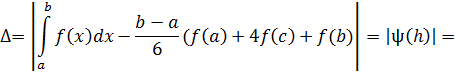 Δ= |∫_a^b f(x)dx − (b − a)/6 (f(a) + 4f(c) + f(b)| = |ψ(h)| =